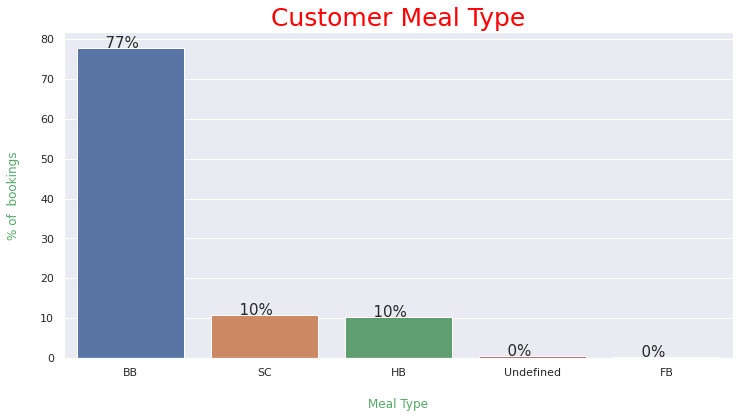 Customer Meal Type
80
70
60
50
40
30
20
10
0
% of bookings
77%
10%
10%
0%
0%
BB
SC
HB
Undefined
FB
Meal Type